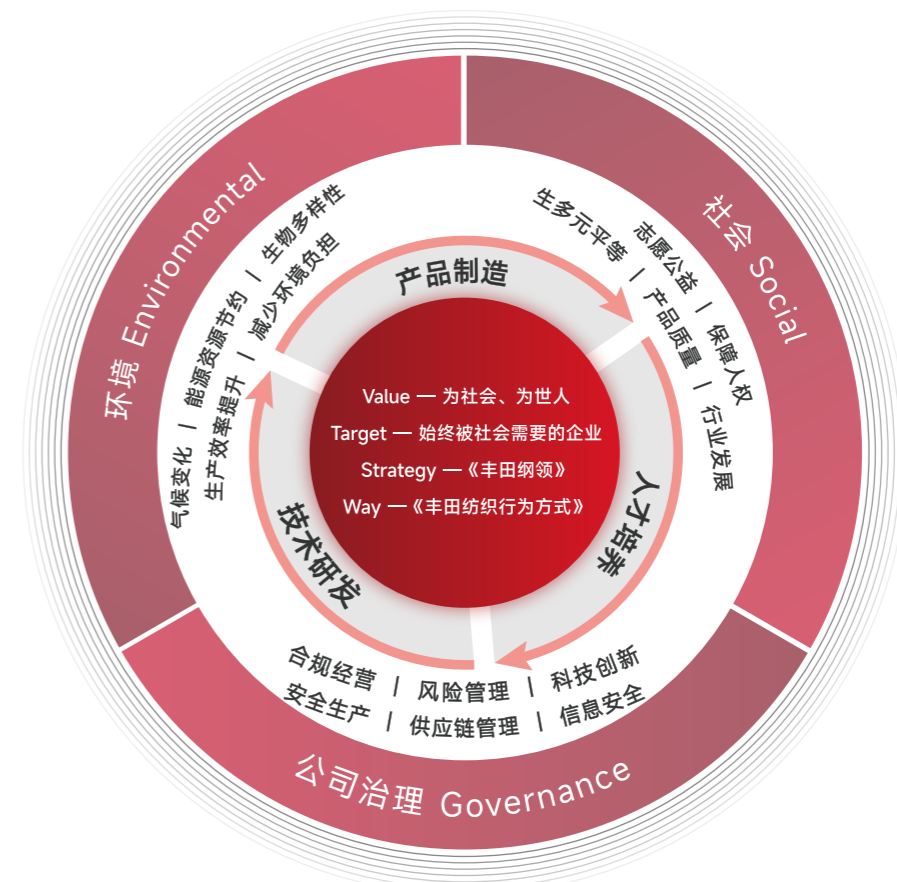 环境 Environmental
气候变化 | 能源资源节约 | 生物多样性
生产效率提升 | 减少环境负担
社会 Social
志愿公益 | 保障人权
生多元平等 | 产品质量 | 行业发展
产品制造
人才培养
技术研发
Value — 为社会、为世人
Target — 始终被社会需要的企业
Strategy —《丰田纲领》
Way —《丰田纺织行为方式》
合规经营 | 风险管理 | 科技创新
安全生产 | 供应链管理 | 信息安全
公司治理 Governance